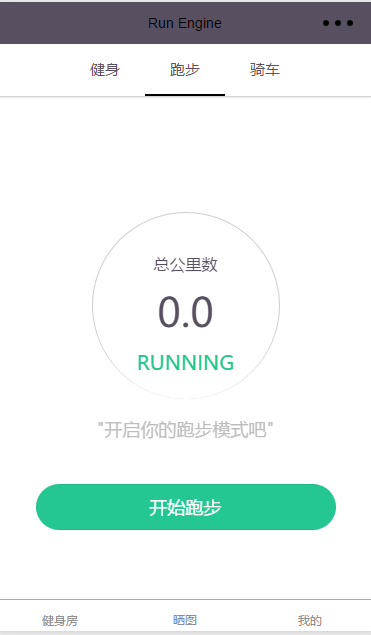 Run Engine
健身 跑步 骑车
总公里数
0.0
RUNNING
"开启你的跑步模式吧"
开始跑步
健身房 晒图 我的